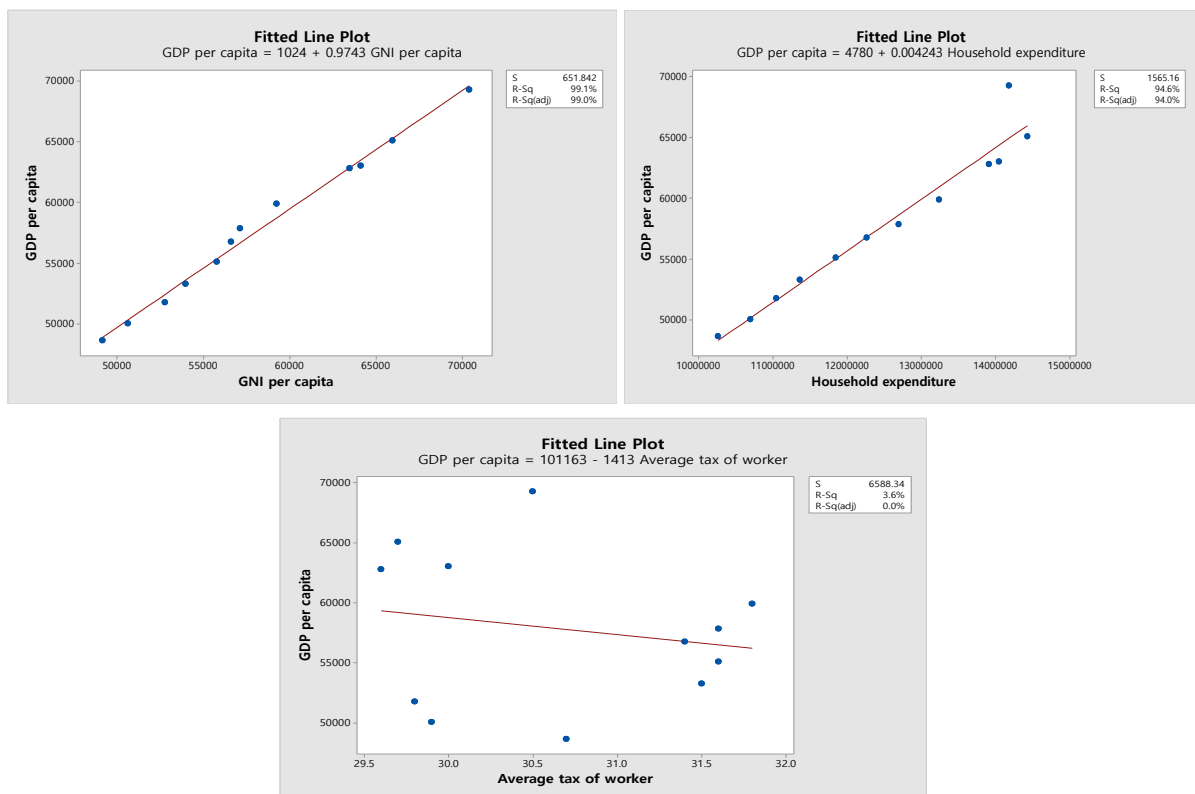 Fitted Line Plot
GDP per capita = 1024 + 0.9743 GNI per capita
S 651.842
R-Sq 99.1%
R-Sq(adj) 99.0%
GDP per capita
70000
65000
60000
55000
50000
50000 55000 60000 65000 70000
GNI per capita
Fitted Line Plot
GDP per capita = 4780 + 0.004243 Household expenditure
S 1565.16
R-Sq 94.6%
R-Sq(adj) 94.0%
GDP per capita
70000
65000
60000
55000
50000
10000000 11000000 12000000 13000000 14000000 15000000
Household expenditure
Fitted Line Plot
GDP per capita = 101163 - 1413 Average tax of worker
S 6588.34
R-Sq 3.6%
R-Sq(adj) 0.0%
GDP per capita
70000
65000
60000
55000
50000
29.5 30.0 30.5 31.0 31.5 32.0
Average tax of worker